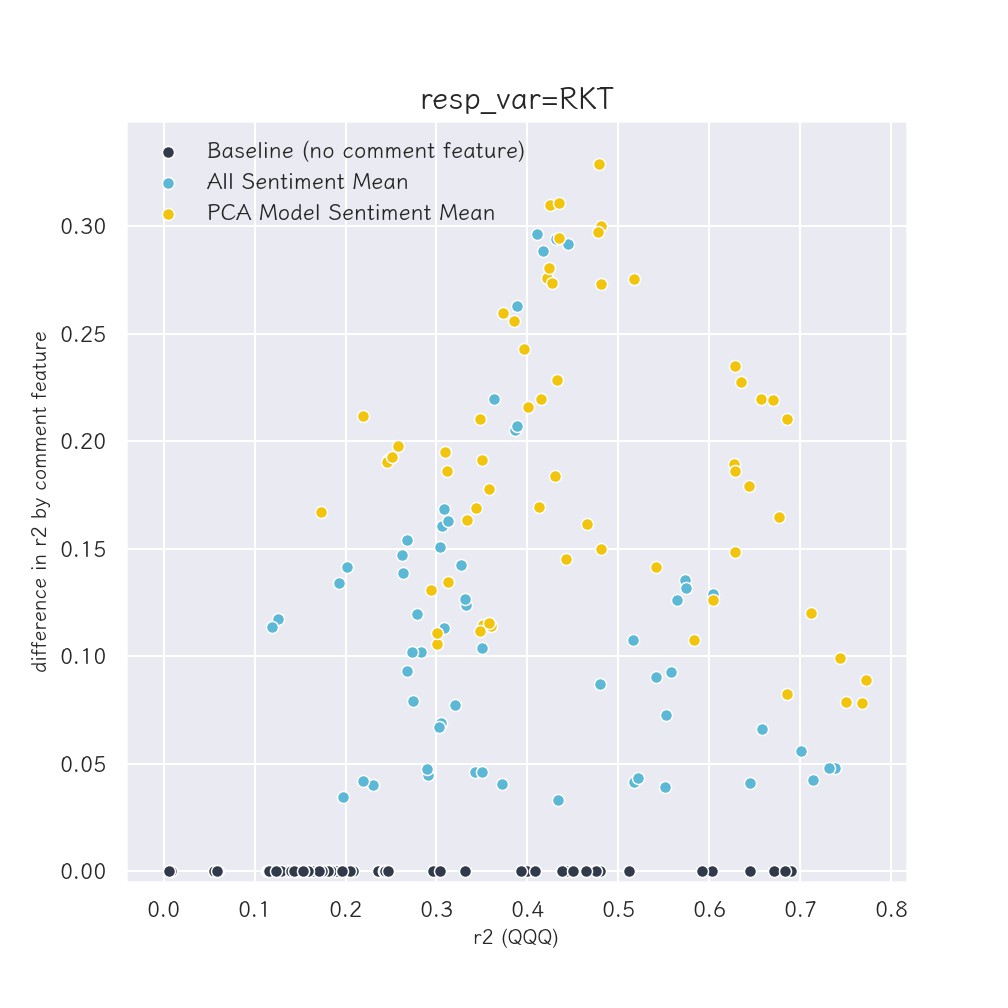 resp_var=RKT
Baseline (no comment feature)
All Sentiment Mean
PCA Model Sentiment Mean
difference in r2 by comment feature
0.30
0.25
0.20
0.15
0.10
0.05
0.00
0.0 0.1 0.2 0.3 0.4 0.5 0.6 0.7 0.8
r2 (QQQ)